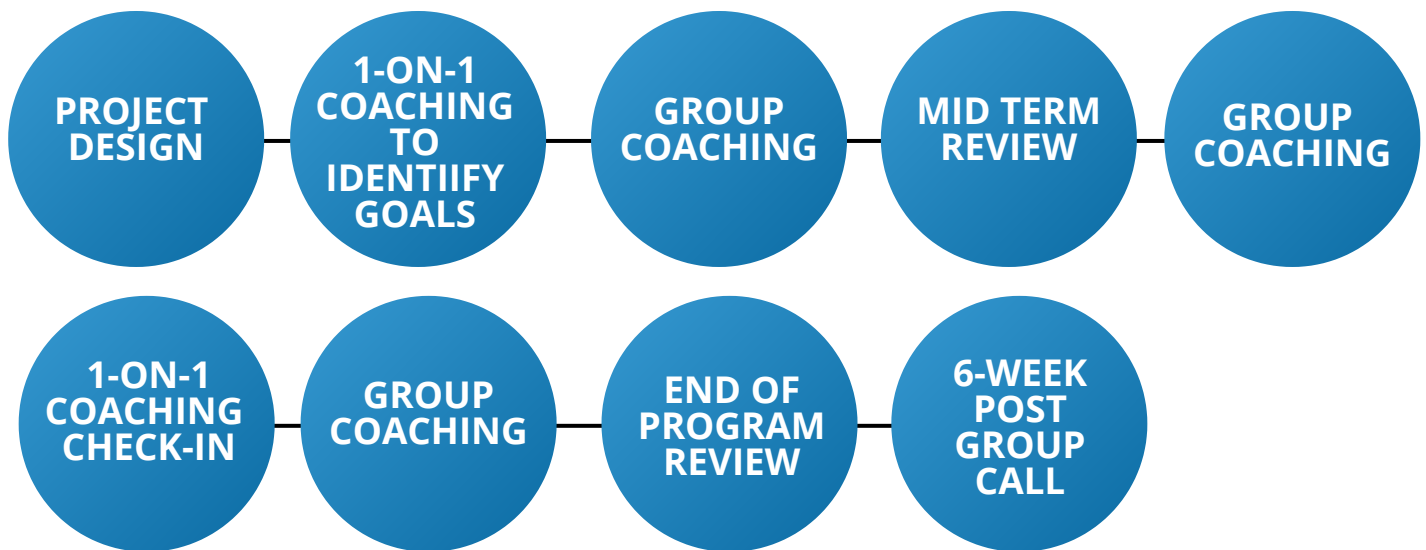 PROJECT
DESIGN
1-ON-1
COACHING
TO
IDENTIIFY
GOALS
GROUP
COACHING
MID TERM
REVIEW
GROUP
COACHING
1-ON-1
COACHING
CHECK-IN
GROUP
COACHING
END OF
PROGRAM
REVIEW
6-WEEK
POST
GROUP
CALL